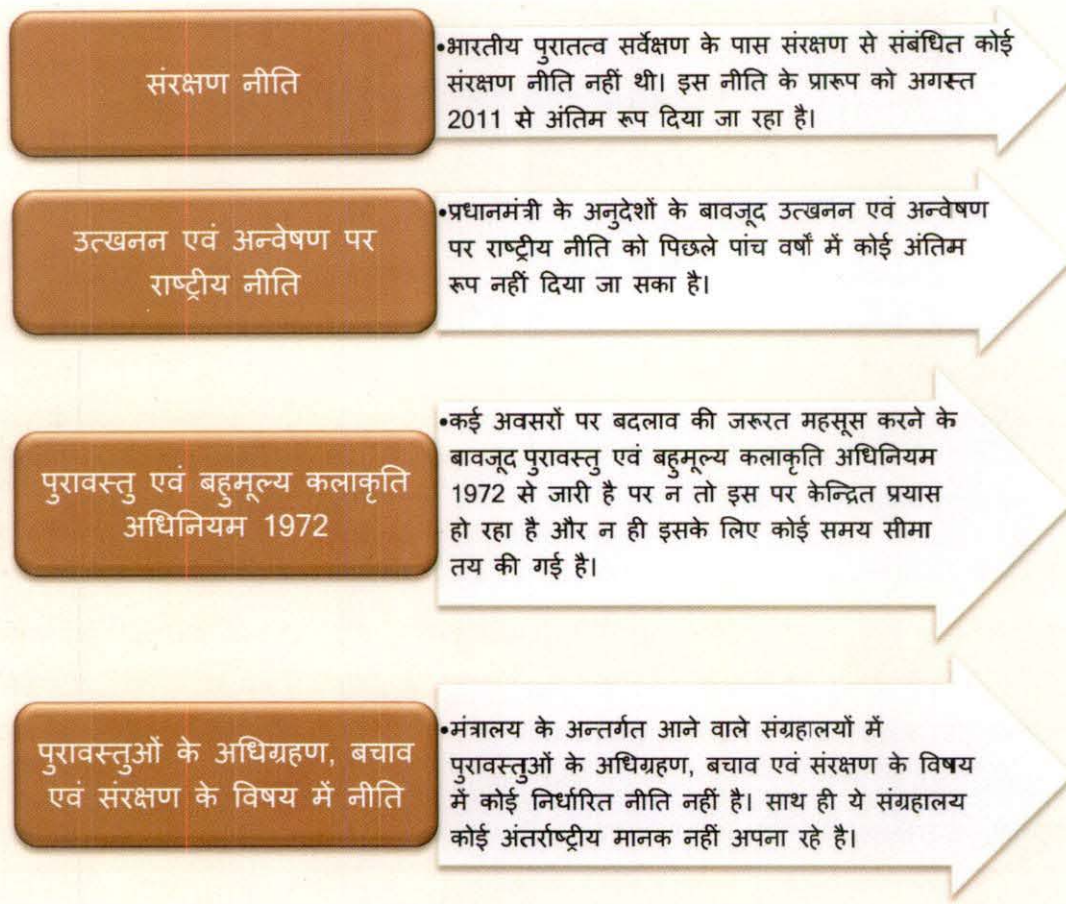 संरक्षण नीति
•भारतीय पुरातत्व सर्वेक्षण के पास संरक्षण से संबंधित कोई
संरक्षण नीति नहीं थी। इस नीति के प्रारूप को अगस्त
2011 से अंतिम रूप दिया जा रहा है।
उत्खनन एवं अन्वेषण पर
राष्ट्रीय नीति
•प्रधानमंत्री के अनुदेशों के बावजूद उत्खनन एवं अन्वेषण
पर राष्ट्रीय नीति को पिछले पांच वर्षों में कोई अंतिम
रूप नहीं दिया जा सका है।
पुरावस्तु एवं बहुमूल्य कलाकृति
अधिनियम 1972
•कई अवसरों पर बदलाव की जरूरत महसूस करने के
बावजूद पुरावस्तु एवं बहुमूल्य कलाकृति अधिनियम
1972 से जारी है पर न तो इस पर केन्द्रित प्रयास
हो रहा है और न ही इसके लिए कोई समय सीमा
तय की गई है।
पुरावस्तुओं के अधिग्रहण, बचाव
एवं संरक्षण के विषय में नीति
•मंत्रालय के अन्तर्गत आने वाले संग्रहालयों में
पुरावस्तुओं के अधिग्रहण, बचाव एवं संरक्षण के विषय
में कोई निर्धारित नीति नहीं है। साथ ही ये संग्रहालय
कोई अंतर्राष्ट्रीय मानक नहीं अपना रहे है।